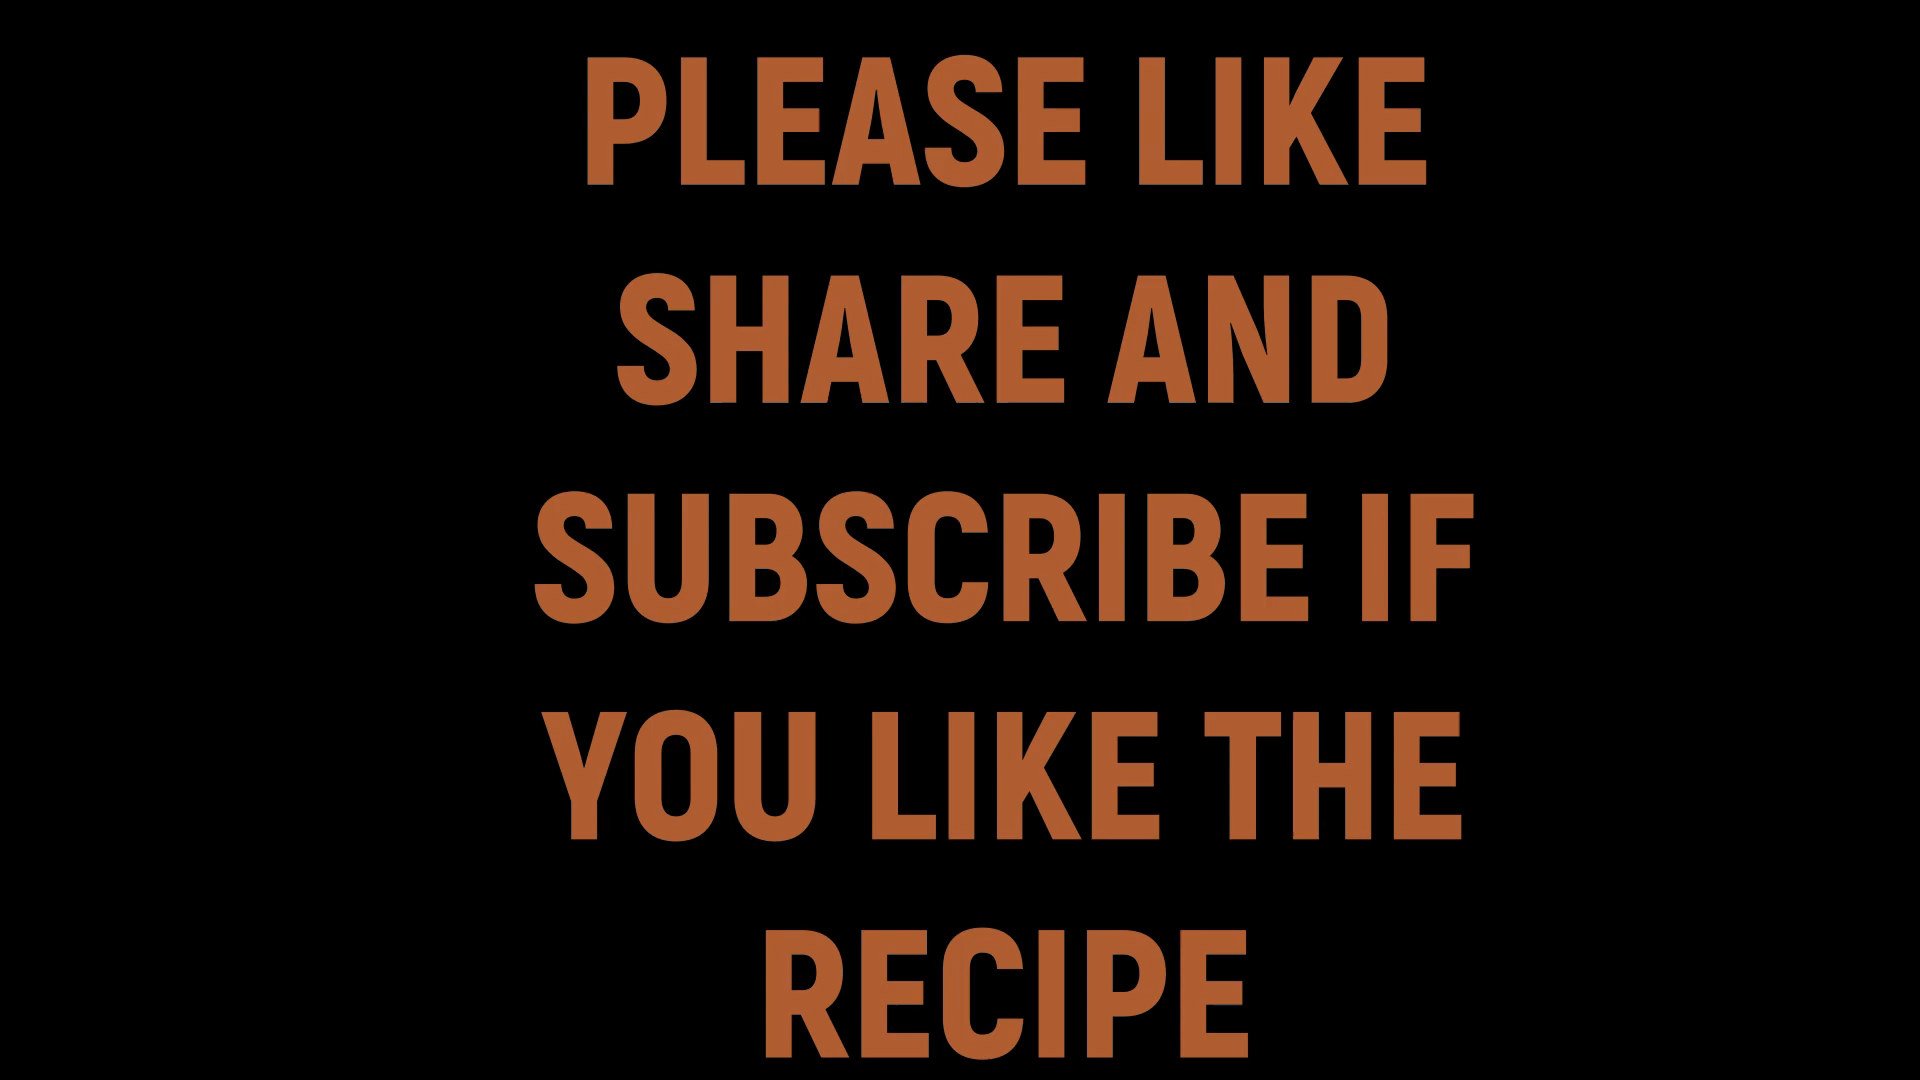 PLEASE LIKE
SHARE AND
SUBSCRIBE IF
YOU LIKE THE
RECIPE